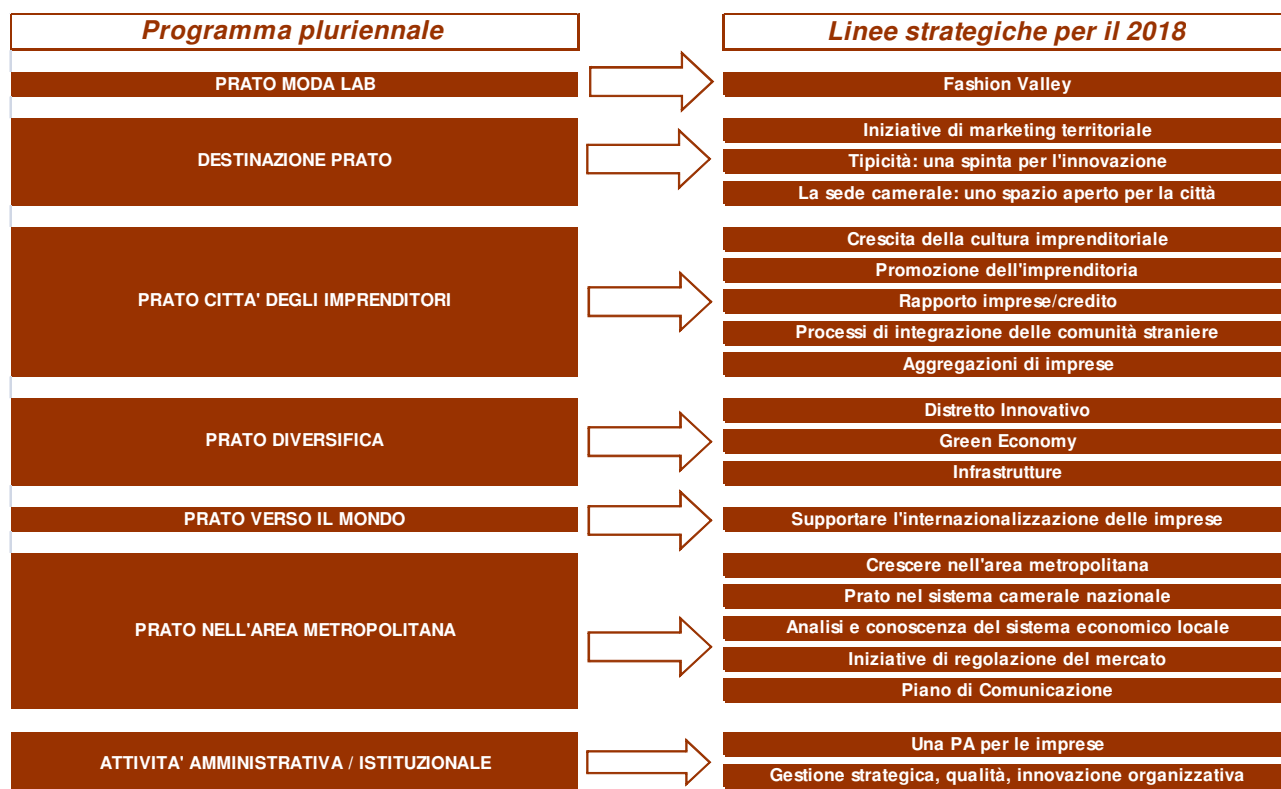 Programma pluriennale
Linee strategiche per il 2018
PRATO MODA LAB
Fashion Valley
DESTINAZIONE PRATO
Iniziative di marketing territoriale
Tipicità: una spinta per l'innovazione
La sede camerale: uno spazio aperto per la città
PRATO CITTA' DEGLI IMPRENDITORI
Crescita della cultura imprenditoriale
Promozione dell'imprenditoria
Rapporto imprese/credito
Processi di integrazione delle comunità straniere
Aggregazioni di imprese
PRATO DIVERSIFICA
Distretto Innovativo
Green Economy
Infrastrutture
PRATO VERSO IL MONDO
Supportare l'internazionalizzazione delle imprese
PRATO NELL'AREA METROPOLITANA
Crescere nell'area metropolitana
Prato nel sistema camerale nazionale
Analisi e conoscenza del sistema economico locale
Iniziative di regolazione del mercato
Piano di Comunicazione
ATTIVITA' AMMINISTRATIVA / ISTITUZIONALE
Una PA per le imprese
Gestione strategica, qualità, innovazione organizzativa